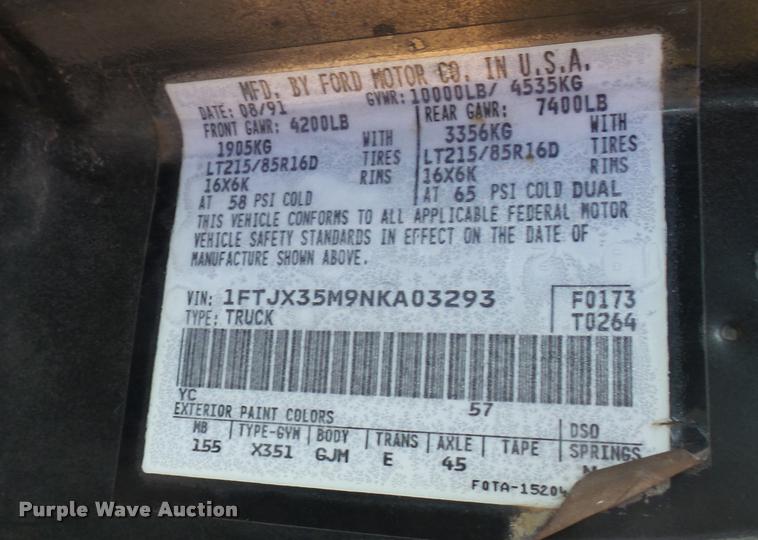 MFD. BY FORD MOTOR CO. IN U.S.A.
DATE: 08/91 GVWR: 10000LB/ 4535KG
FRONT GAWR: 4200LB REAR GAWR: 7400LB
1905KG WITH 3356KG WITH
LT215/85R16D TIRES LT215/85R16D TIRES
16X6K RIMS 16X6K RIMS
AT 58 PSI COLD AT 65 PSI COLD DUAL
THIS VEHICLE CONFORMS TO ALL APPLICABLE FEDERAL MOTOR
VEHICLE SAFETY STANDARDS IN EFFECT ON THE DATE OF
MANUFACTURE SHOWN ABOVE.
VIN: 1FTJX35M9NKA03293 F0173
TYPE: TRUCK T0264
YC 57
EXTERIOR PAINT COLORS DSO
WB TYPE-GVW BODY TRANS AXLE TAPE SPRINGS
155 X351 GJM E 45
FOTA-15204
Purple Wave Auction